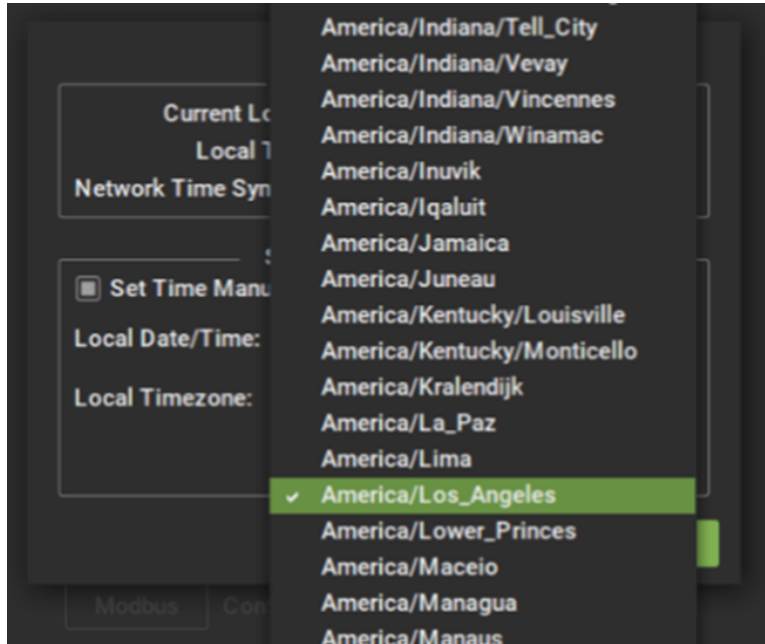 America/Indiana/Tell_City
America/Indiana/Vevay
America/Indiana/Vincennes
America/Indiana/Winamac
America/Inuvik
America/Iqaluit
America/Jamaica
America/Juneau
America/Kentucky/Louisville
America/Kentucky/Monticello
America/Kralendijk
America/La_Paz
America/Lima
America/Los_Angeles
America/Lower_Princes
America/Maceio
America/Managua
America/Manaus
Current Lo
Local T
Network Time Syn
Set Time Manu
Local Date/Time:
Local Timezone:
Modbus
Con